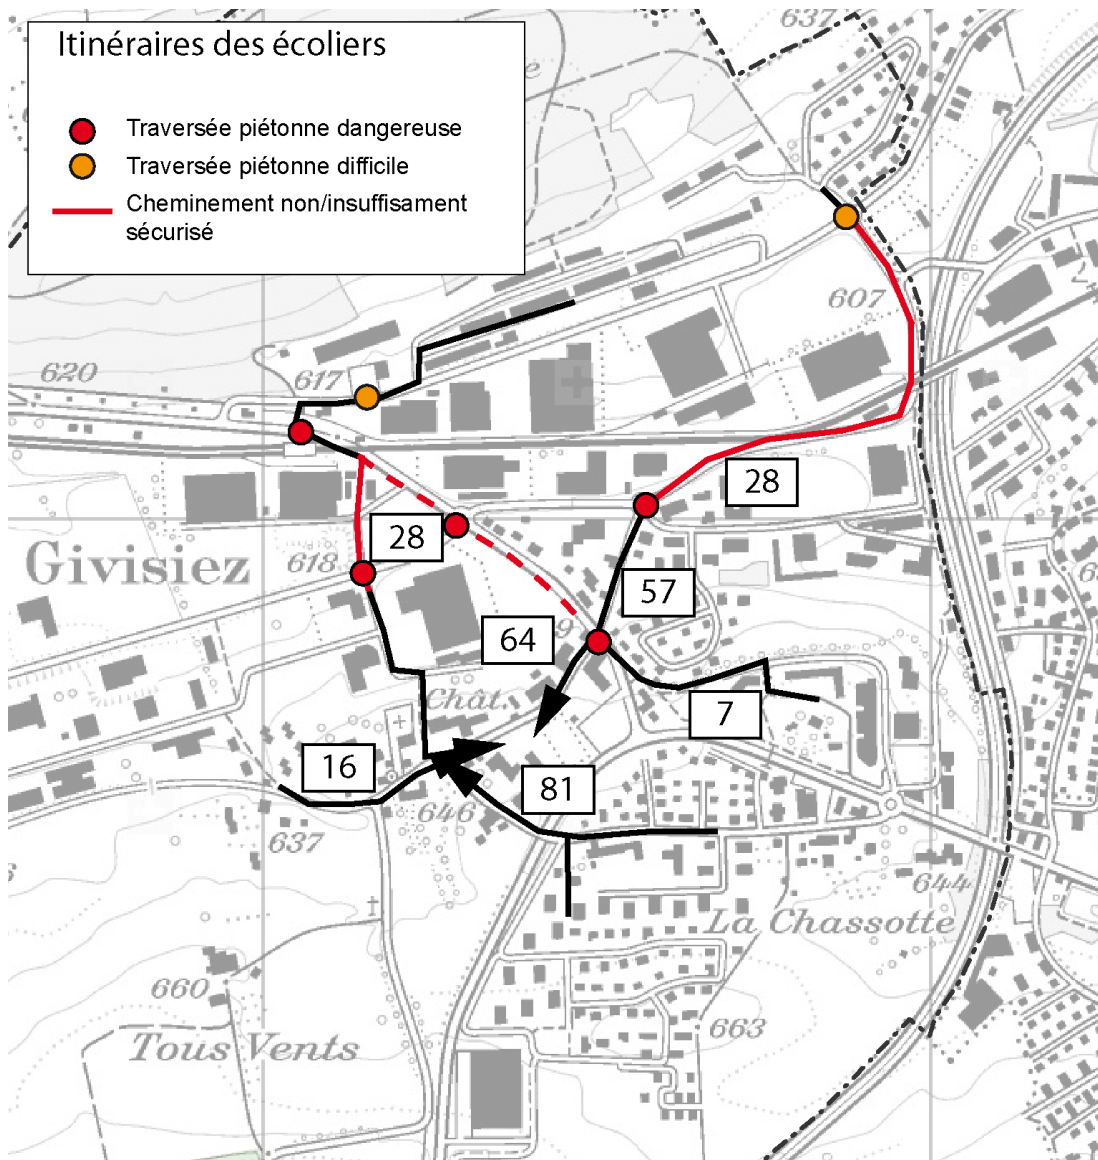 Itinéraires des écoliers
Traversée piétonne dangereuse
Traversée piétonne difficile
Cheminement non/insuffisament
sécurisé
637
607
620
617
28
28
Givisiez
618
57
64
9
Chât.
7
16
81
646
637
644
La Chassotte
660
663
Tous Vents